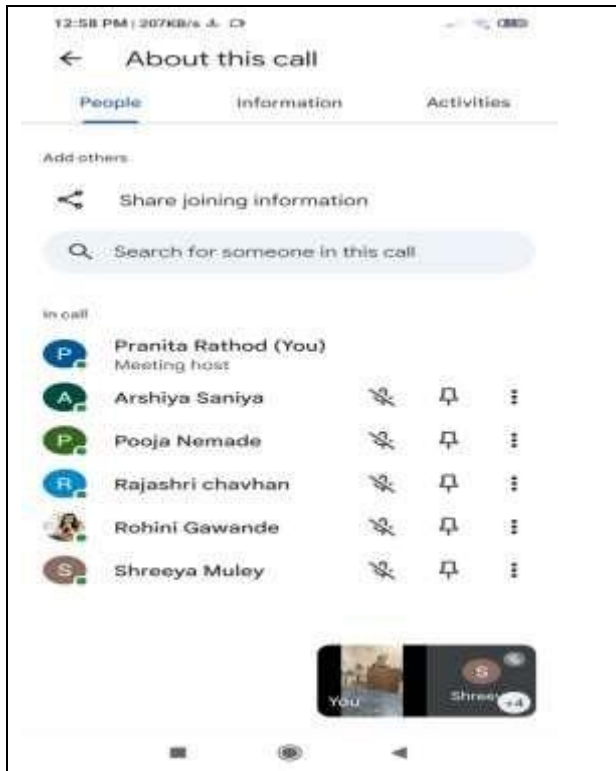 12:58 PM | 207KB/s
About this call
People Information Activities
Add others
Share joining information
Search for someone in this call
In call
P Pranita Rathod (You)
Meeting host
A Arshiya Saniya
P Pooja Nemade
R Rajashri chavhan
Rohini Gawande
S Shreeya Muley
S
You Shree +4